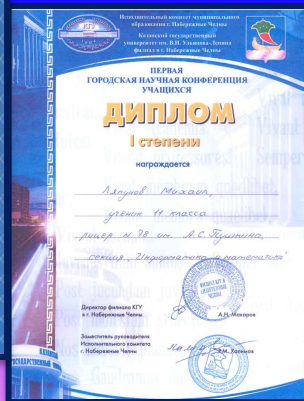 Исполнительный комитет муниципального
образования г. Набережные Челны
Казанский государственный
университет им. В.И. Ульянова-Ленина
филиал в г. Набережные Челны
ПЕРВАЯ
ГОРОДСКАЯ НАУЧНАЯ КОНФЕРЕНЦИЯ
УЧАЩИХСЯ
ДИПЛОМ
I степени
награждается
Ляпунов Михаил,
ученик 11 класса
лицея № 78 им. А.С. Пушкина,
секция "Информатика и математика"
Директор филиала КГУ
в г. Набережные Челны
А.Н. Макаров
Заместитель руководителя
Исполнительного комитета
г. Набережные Челны
Р.М. Халимов